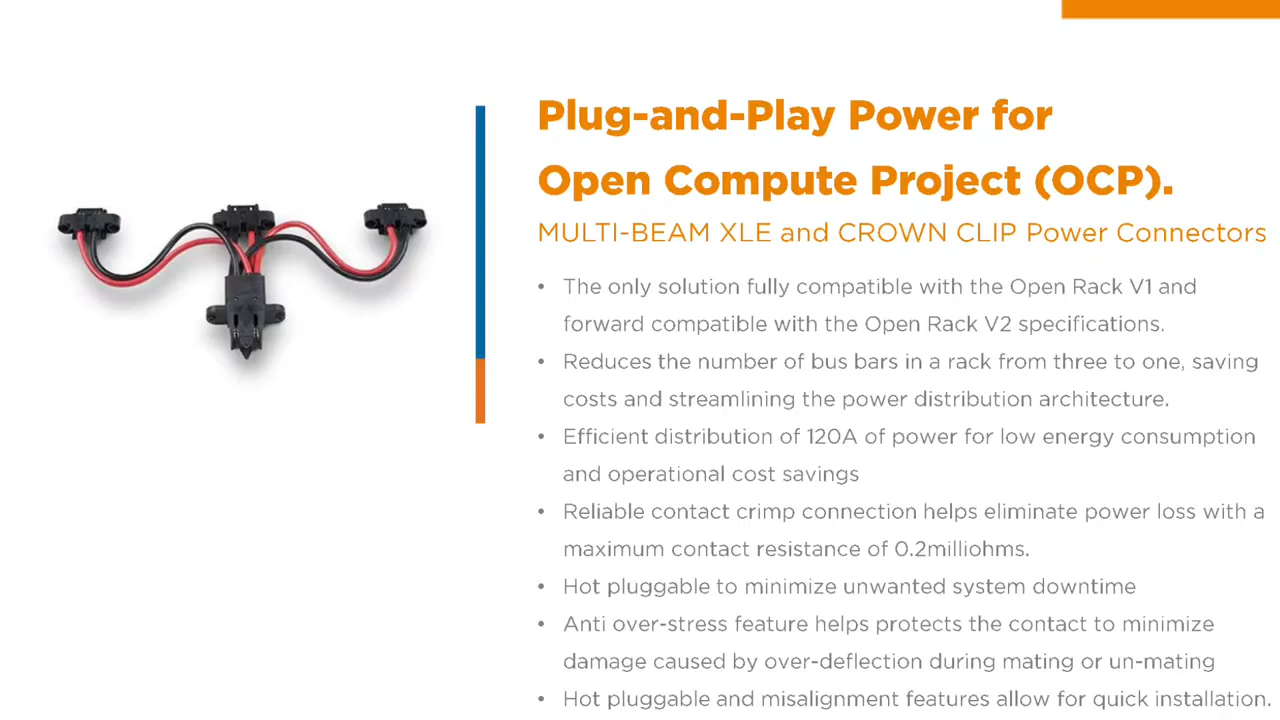 Plug-and-Play Power for
Open Compute Project (OCP).
MULTI-BEAM XLE and CROWN CLIP Power Connectors
• The only solution fully compatible with the Open Rack V1 and
forward compatible with the Open Rack V2 specifications.
• Reduces the number of bus bars in a rack from three to one, saving
costs and streamlining the power distribution architecture.
• Efficient distribution of 120A of power for low energy consumption
and operational cost savings
• Reliable contact crimp connection helps eliminate power loss with a
maximum contact resistance of 0.2milliohms.
• Hot pluggable to minimize unwanted system downtime
• Anti over-stress feature helps protects the contact to minimize
damage caused by over-deflection during mating or un-mating
• Hot pluggable and misalignment features allow for quick installation.